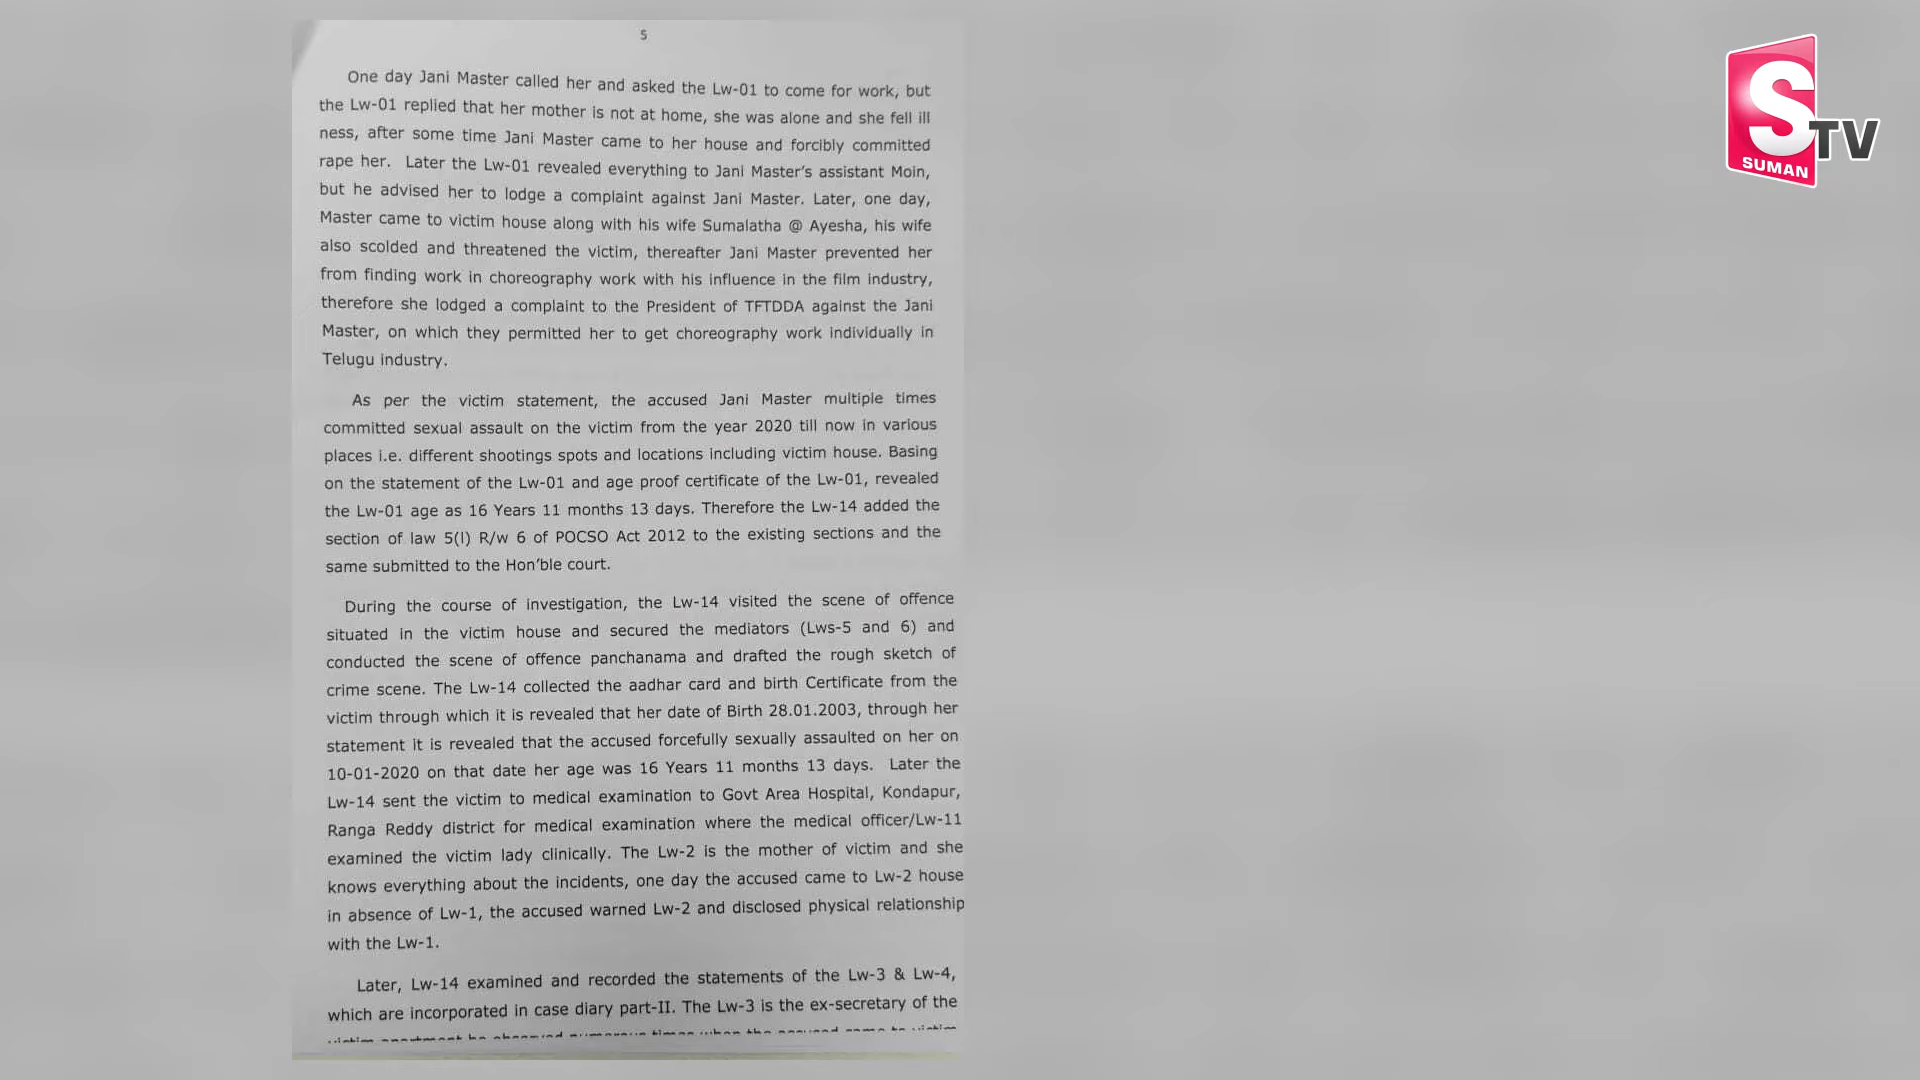 5
One day Jani Master called her and asked the Lw-01 to come for work, but
the Lw-01 replied that her mother is not at home, she was alone and she fell ill
ness, after some time Jani Master came to her house and forcibly committed
rape her. Later the Lw-01 revealed everything to Jani Master's assistant Moin,
but he advised her to lodge a complaint against Jani Master. Later, one day,
Master came to victim house along with his wife Sumalatha @ Ayesha, his wife
also scolded and threatened the victim, thereafter Jani Master prevented her
from finding work in choreography work with his influence in the film industry,
therefore she lodged a complaint to the President of TFTDDA against the Jani
Master, on which they permitted her to get choreography work individually in
Telugu industry.
As per the victim statement, the accused Jani Master multiple times
committed sexual assault on the victim from the year 2020 till now in various
places i.e. different shootings spots and locations including victim house. Basing
on the statement of the Lw-01 and age proof certificate of the Lw-01, revealed
the Lw-01 age as 16 Years 11 months 13 days. Therefore the Lw-14 added the
section of law 5(l) R/w 6 of POCSO Act 2012 to the existing sections and the
same submitted to the Hon'ble court.
During the course of investigation, the Lw-14 visited the scene of offence
situated in the victim house and secured the mediators (Lws-5 and 6) and
conducted the scene of offence panchanama and drafted the rough sketch of
crime scene. The Lw-14 collected the aadhar card and birth Certificate from the
victim through which it is revealed that her date of Birth 28.01.2003, through her
statement it is revealed that the accused forcefully sexually assaulted on her on
10-01-2020 on that date her age was 16 Years 11 months 13 days. Later the
Lw-14 sent the victim to medical examination to Govt Area Hospital, Kondapur,
Ranga Reddy district for medical examination where the medical officer/Lw-11
examined the victim lady clinically. The Lw-2 is the mother of victim and she
knows everything about the incidents, one day the accused came to Lw-2 house
in absence of Lw-1, the accused warned Lw-2 and disclosed physical relationship
with the Lw-1.
Later, Lw-14 examined and recorded the statements of the Lw-3 & Lw-4,
which are incorporated in case diary part-II. The Lw-3 is the ex-secretary of the
S TV
SUMAN